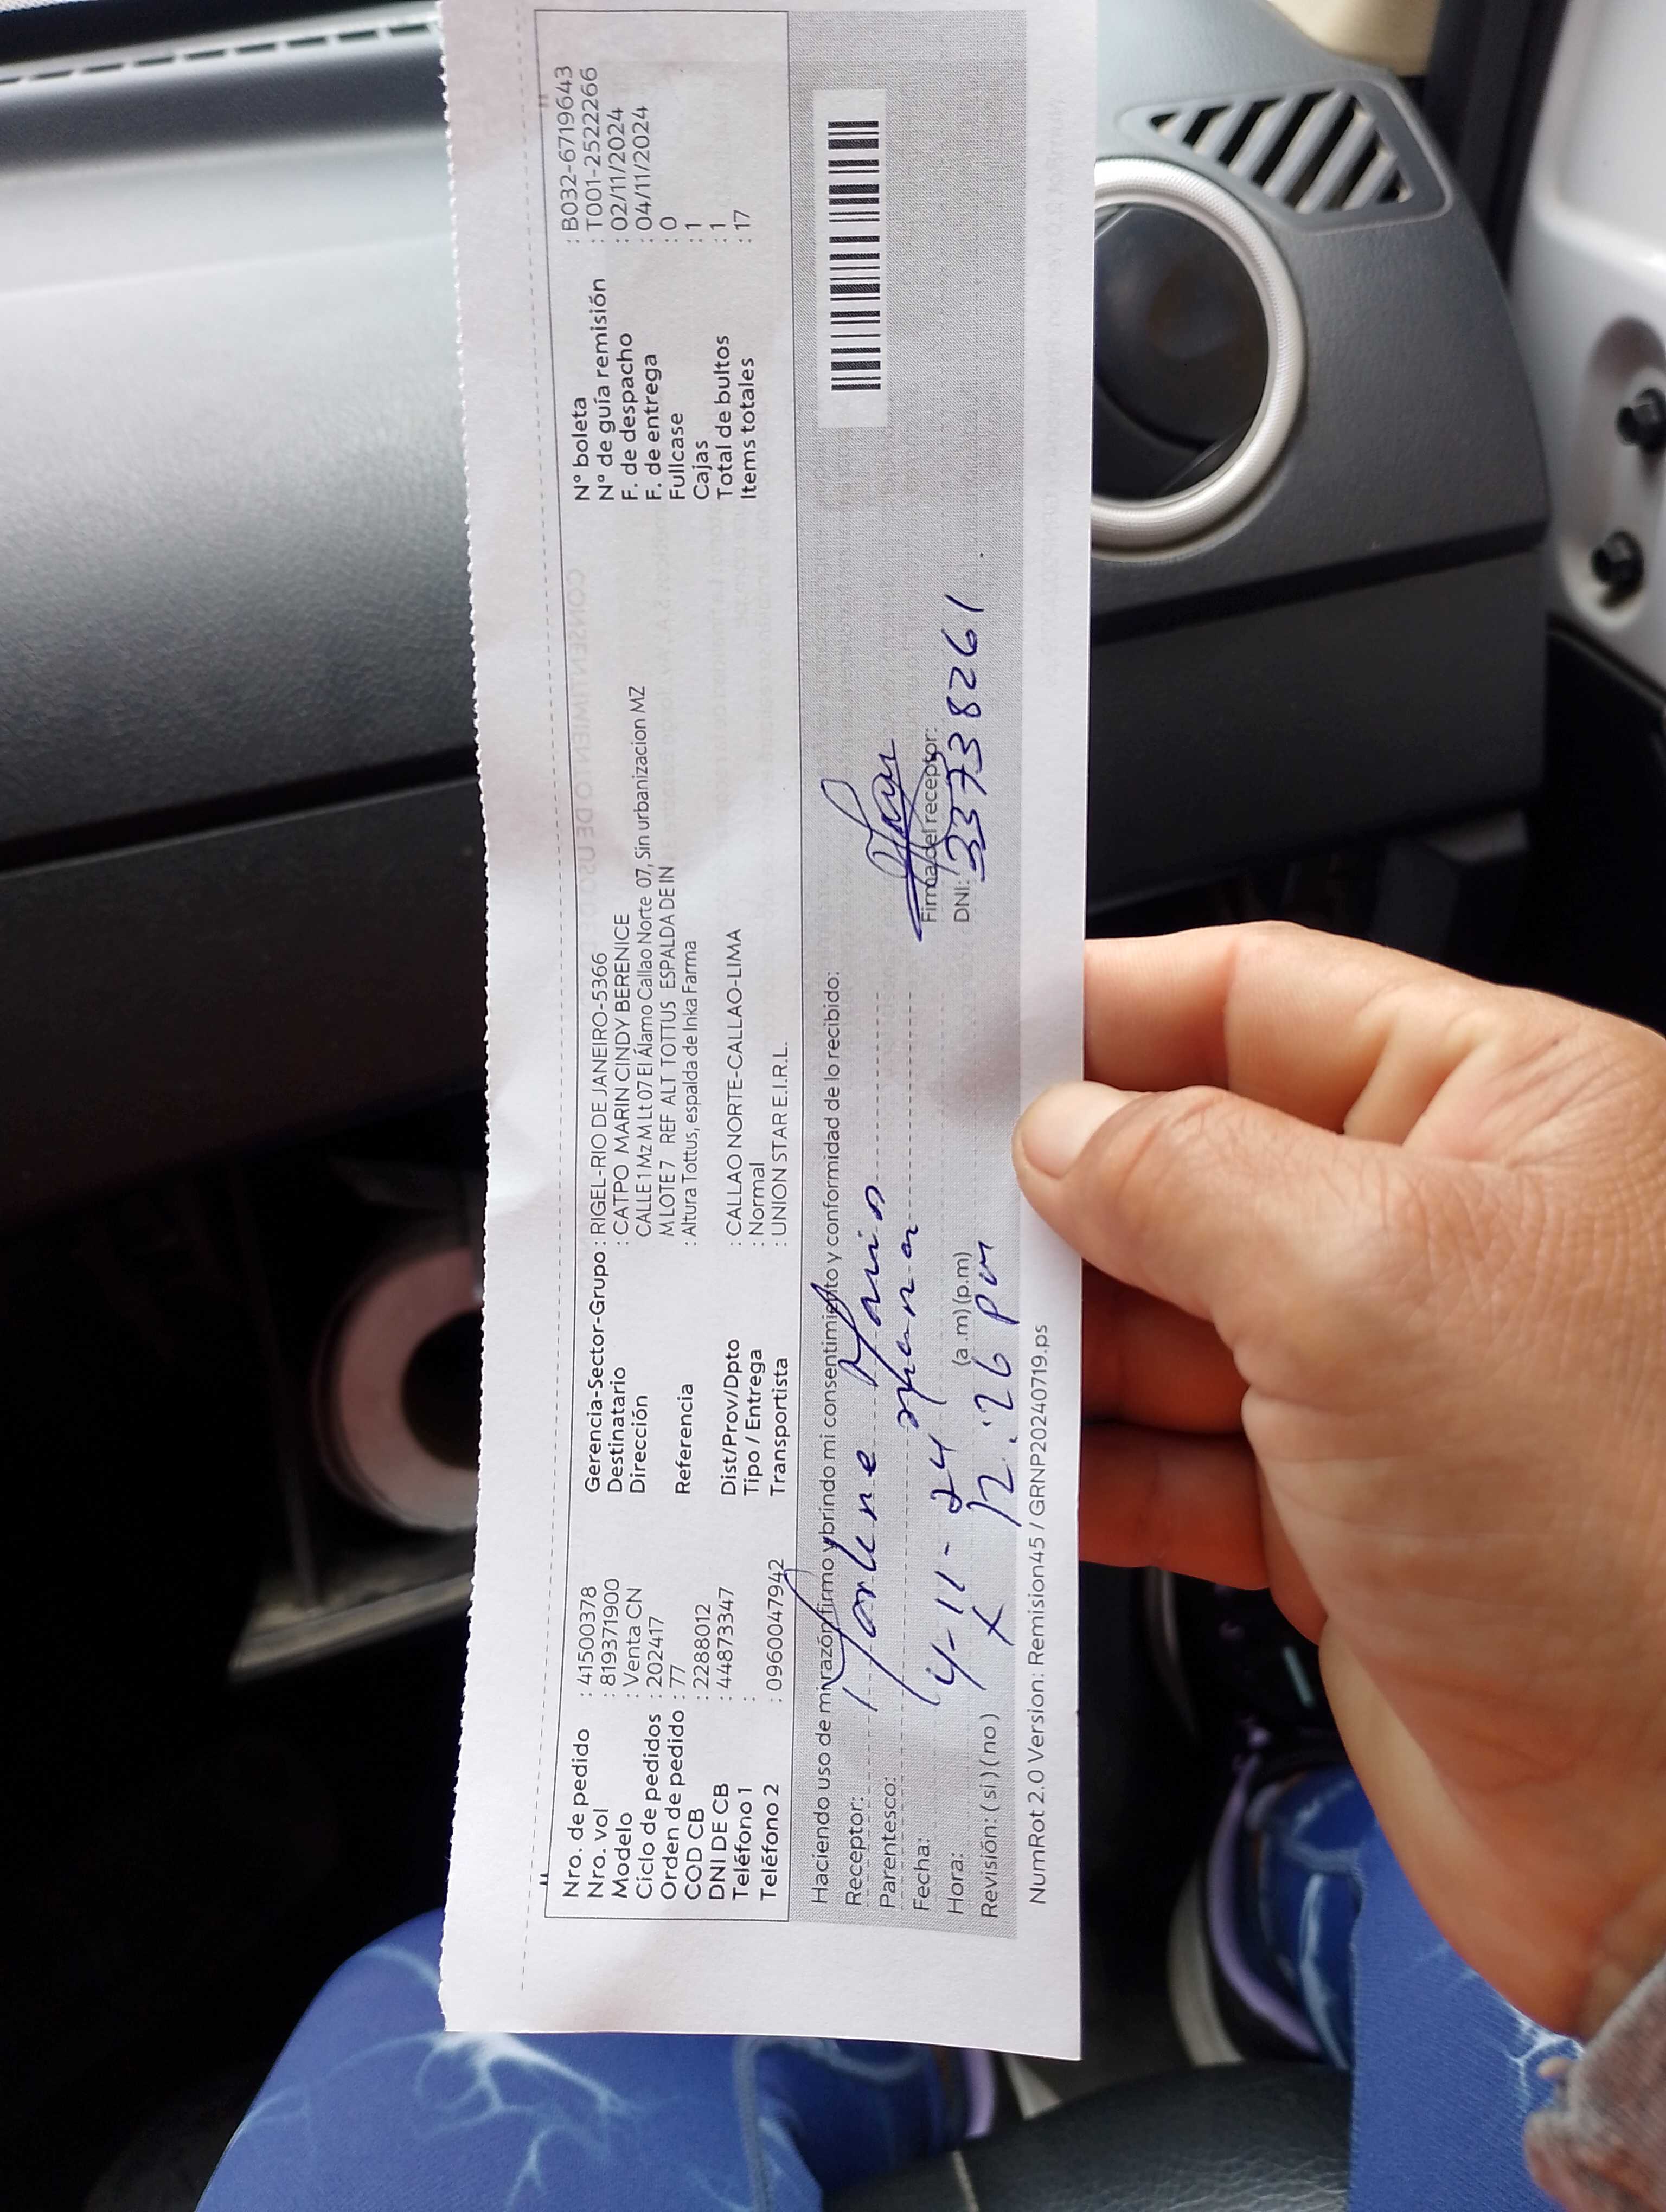 Nro. de pedido : 41500378
Nro. vol : 819371900
Modelo : Venta CN
Ciclo de pedidos : 202417
Orden de pedido : 77
COD CB : 2288012
DNI DE CB : 44873347
Teléfono 1 :
Teléfono 2 : 0960047942
Gerencia-Sector-Grupo : RIGEL-RIO DE JANEIRO-5366
Destinatario : CATPO MARIN CINDY BERENICE
Dirección CALLE 1 Mz M Lt 07 El Álamo Callao Norte 07, Sin urbanizacion MZ
M LOTE 7 REF ALT TOTTUS ESPALDA DE IN
Referencia : Altura Tottus, espalda de Inka Farma
Dist/Prov/Dpto : CALLAO NORTE-CALLAO-LIMA
Tipo / Entrega : Normal
Transportista : UNION STAR E.I.R.L.
N° boleta : B032-6719643
N° de guía remisión : T001-25222266
F. de despacho : 02/11/2024
F. de entrega : 04/11/2024
Fullcase : 0
Cajas : 1
Total de bultos : 1
Items totales : 17
Haciendo uso de mi razón firmo y brindo mi consentimiento y conformidad de lo recibido:
Receptor: Marlene
Parentesco:
Fecha: 4-11-24
Hora: 12:26 pm (a.m) (p.m)
Revisión: (si) (no)
Firma del receptor:
DNI: 33738261
NumRot 2.0 Version: Remision45 / GRNP20240719.ps